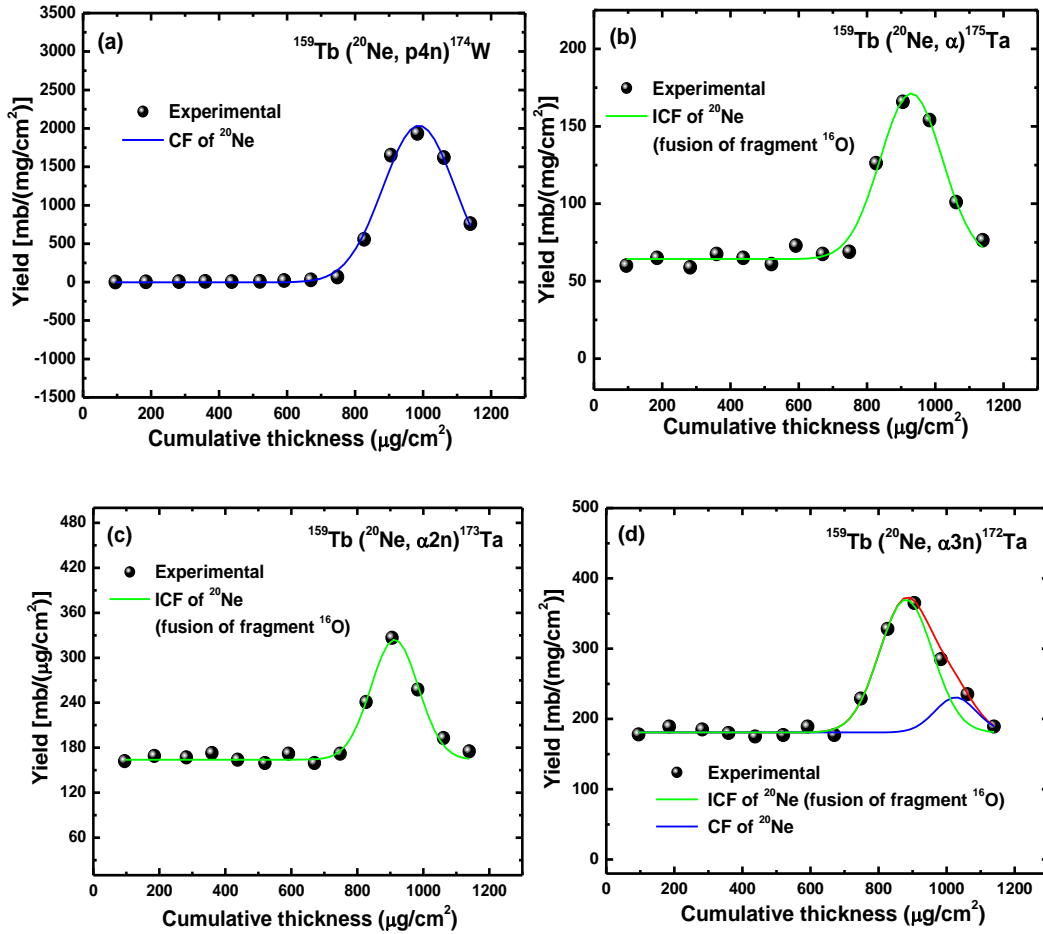 (a)
¹⁵⁹Tb (²⁰Ne, p4n)¹⁷⁴W
Experimental
CF of ²⁰Ne
Yield [mb/(mg/cm²)]
3500
3000
2500
2000
1500
1000
500
0
-500
-1000
-1500
0 200 400 600 800 1000 1200
Cumulative thickness (μg/cm²)
(b)
¹⁵⁹Tb (²⁰Ne, α)¹⁷⁵Ta
Experimental
ICF of ²⁰Ne
(fusion of fragment ¹⁶O)
Yield [mb/(mg/cm²)]
200
150
100
50
0
0 200 400 600 800 1000 1200
Cumulative thickness (μg/cm²)
(c)
¹⁵⁹Tb (²⁰Ne, α2n)¹⁷³Ta
Experimental
ICF of ²⁰Ne
(fusion of fragment ¹⁶O)
Yield [mb/(μg/cm²)]
480
420
360
300
240
180
120
60
0 200 400 600 800 1000 1200
Cumulative thickness (μg/cm²)
(d)
¹⁵⁹Tb (²⁰Ne, α3n)¹⁷²Ta
Experimental
ICF of ²⁰Ne (fusion of fragment ¹⁶O)
CF of ²⁰Ne
Yield [mb/(mg/cm²)]
500
400
300
200
100
0
0 200 400 600 800 1000 1200
Cumulative thickness (μg/cm²)